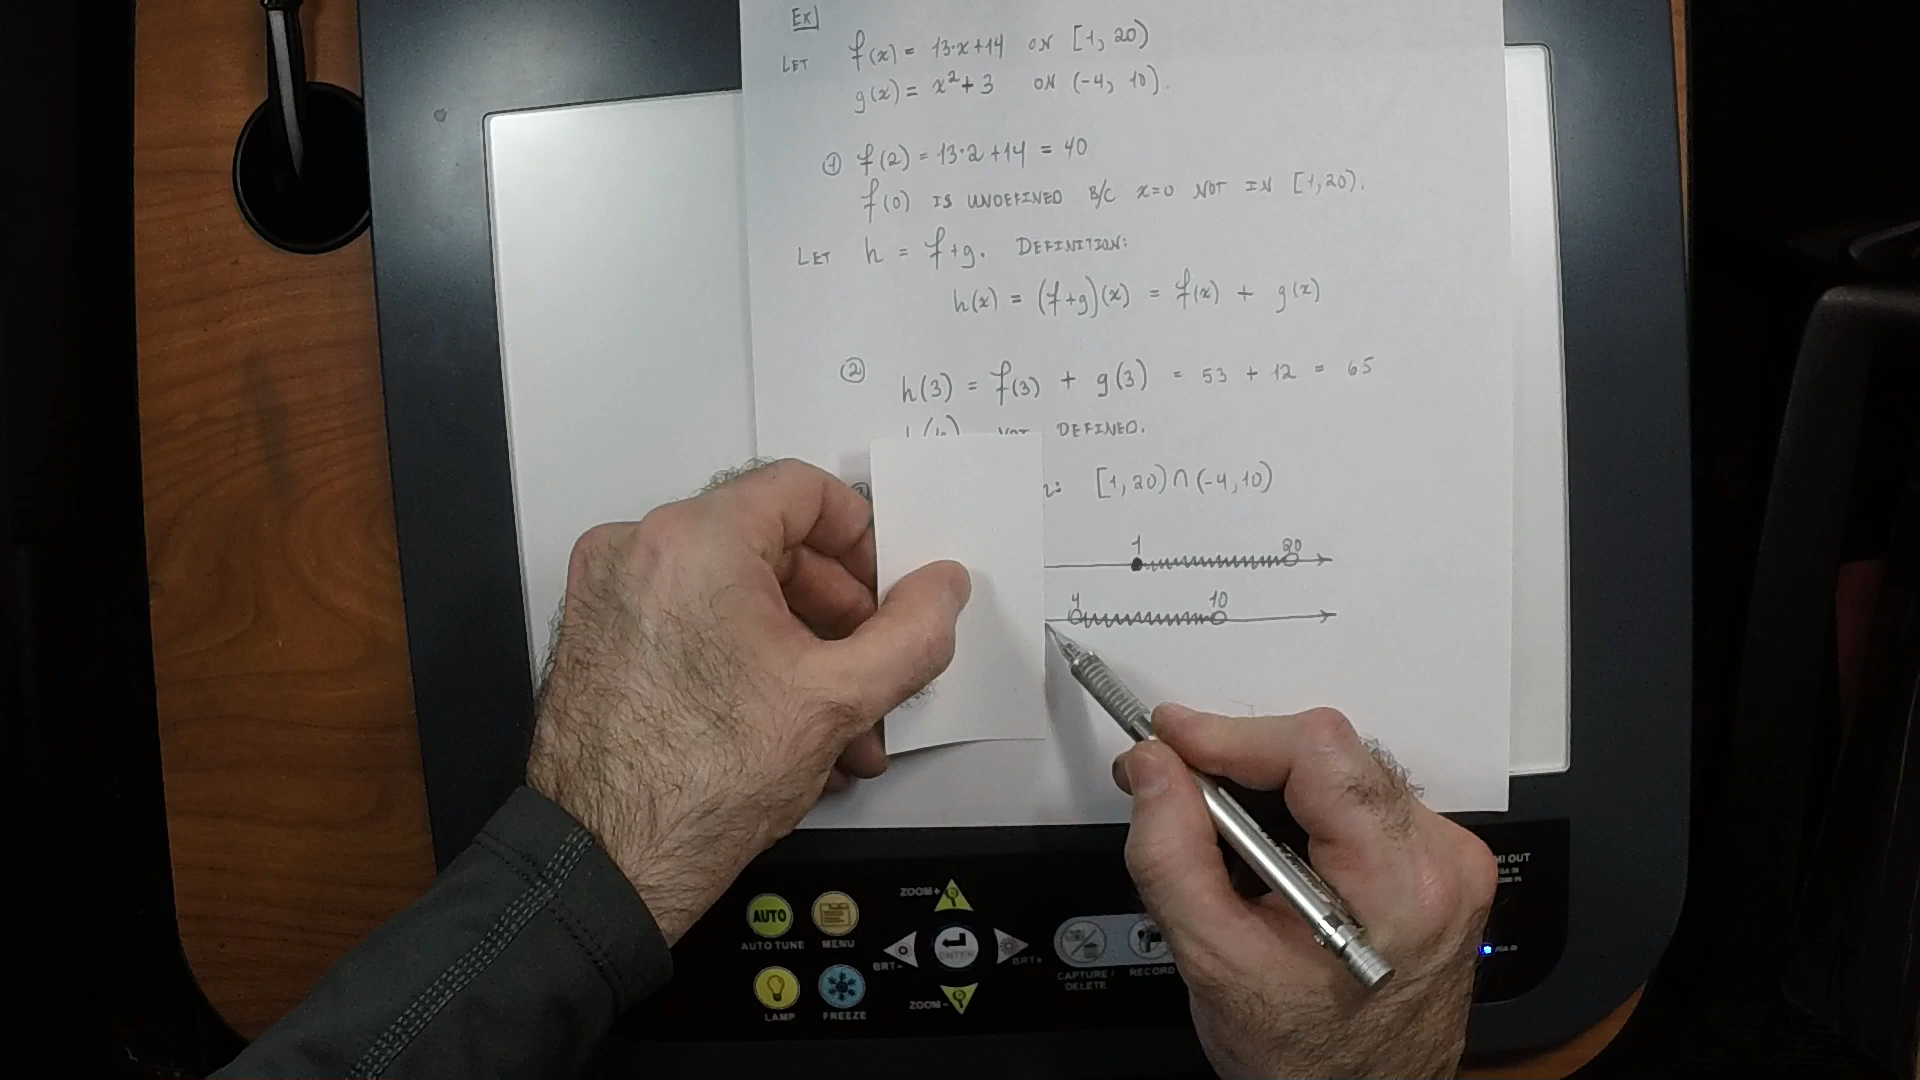 Ex
LET f(x) = 13·x+14 ON [1, 20)
g(x) = x²+3 ON (-4, 10).
① f(2) = 13·2+14 = 40
f(0) IS UNDEFINED B/C x=0 NOT IN [1,20).
LET h = f+g. DEFINITION:
h(x) = (f+g)(x) = f(x) + g(x)
② h(3) = f(3) + g(3) = 53 + 12 = 65
NOT DEFINED.
[1, 20)∩(-4, 10)
1 20
4 10
AUTO
AUTO TUNE
MENU
LAMP
FREEZE
ZOOM+
BRT-
ENTER
BRT+
ZOOM-
CAPTURE /
DELETE
RECORD
MI OUT